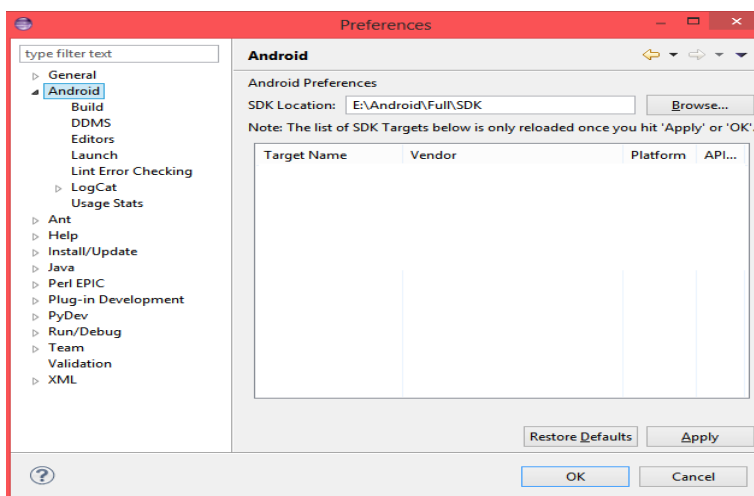 Preferences
type filter text
General
Android
Build
DDMS
Editors
Launch
Lint Error Checking
LogCat
Usage Stats
Ant
Help
Install/Update
Java
Perl EPIC
Plug-in Development
PyDev
Run/Debug
Team
Validation
XML
Android
Android Preferences
SDK Location: E:\Android\Full\SDK Browse...
Note: The list of SDK Targets below is only reloaded once you hit 'Apply' or 'OK'.
Target Name Vendor Platform API...
Restore Defaults Apply
OK Cancel